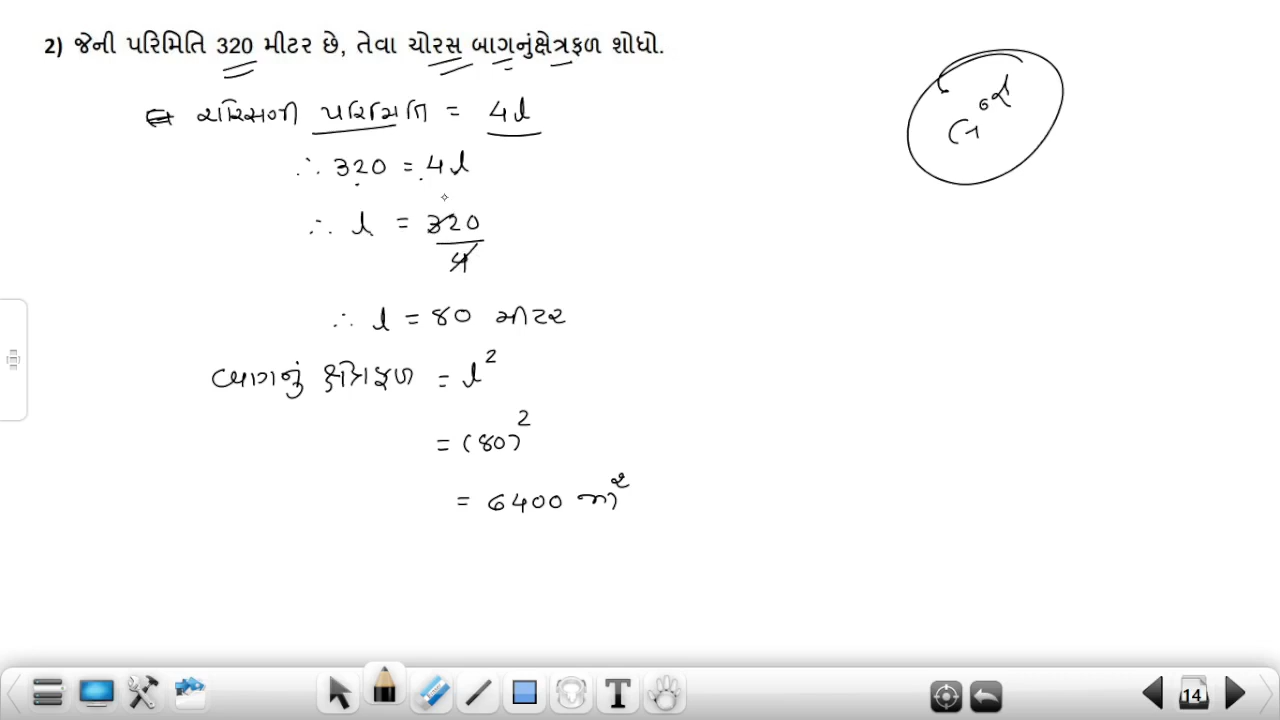 2) જેની પરિમિતિ 320 મીટર છે, તેવા ચોરસ બાગનુંક્ષેત્રફળ શોધો.
પરિમિતિ = 4l
∴ 320 = 4l
∴ l = 320
4
∴ l = 80 મીટર
બાગનું ક્ષેત્રફળ = l²
= (80)²
= 6400 મી²
14